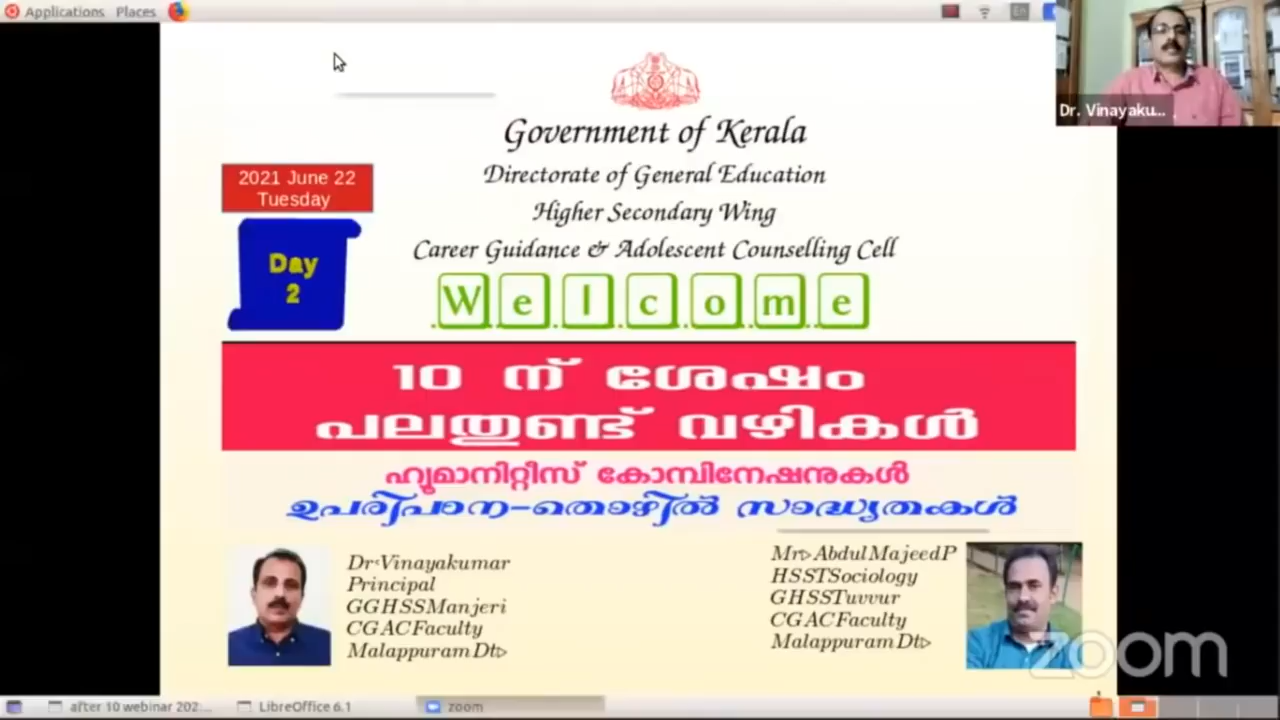 Applications Places
En
Dr. Vinayaku...
Government of Kerala
Directorate of General Education
Higher Secondary Wing
Career Guidance & Adolescent Counselling Cell
2021 June 22
Tuesday
Day
2
Welcome
10 ന് ശേഷം
പലതുണ്ട് വഴികൾ
ഹ്യൂമാനിറ്റീസ് കോമ്പിനേഷനുകൾ
ഉപരിപഠന-തൊഴിൽ സാദ്ധ്യതകൾ
Dr Vinayakumar
Principal
GGHSS Manjeri
CGAC Faculty
Malappuram Dt
Mr Abdul Majeed P
HSST Sociology
GHSS Tuvvur
CGAC Faculty
Malappuram Dt
zoom
after 10 webinar 202... LibreOffice 6.1 zoom